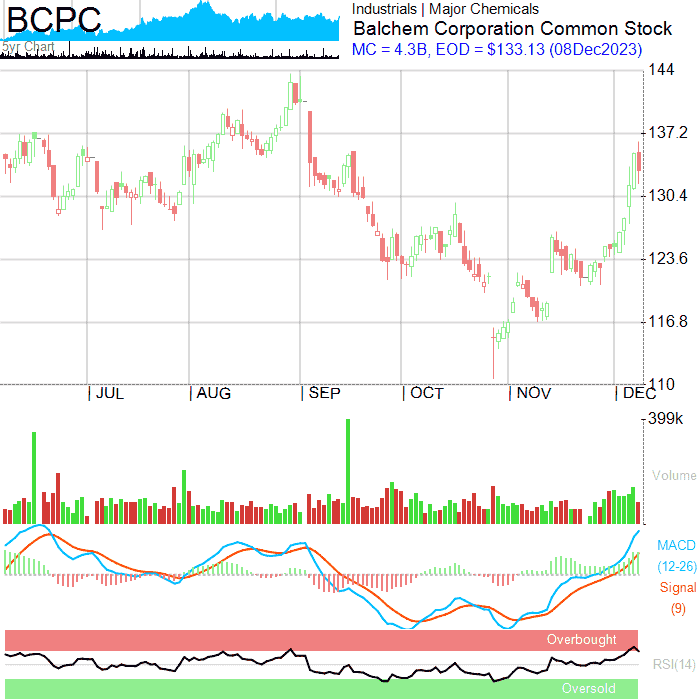 BCPC
5yr Chart
Industrials | Major Chemicals
Balchem Corporation Common Stock
MC = 4.3B, EOD = $133.13 (08Dec2023)
144
137.2
130.4
123.6
116.8
110
| JUL | AUG | SEP | OCT | NOV | DEC
399k
Volume
MACD
(12-26)
Signal
(9)
Overbought
RSI(14)
Oversold